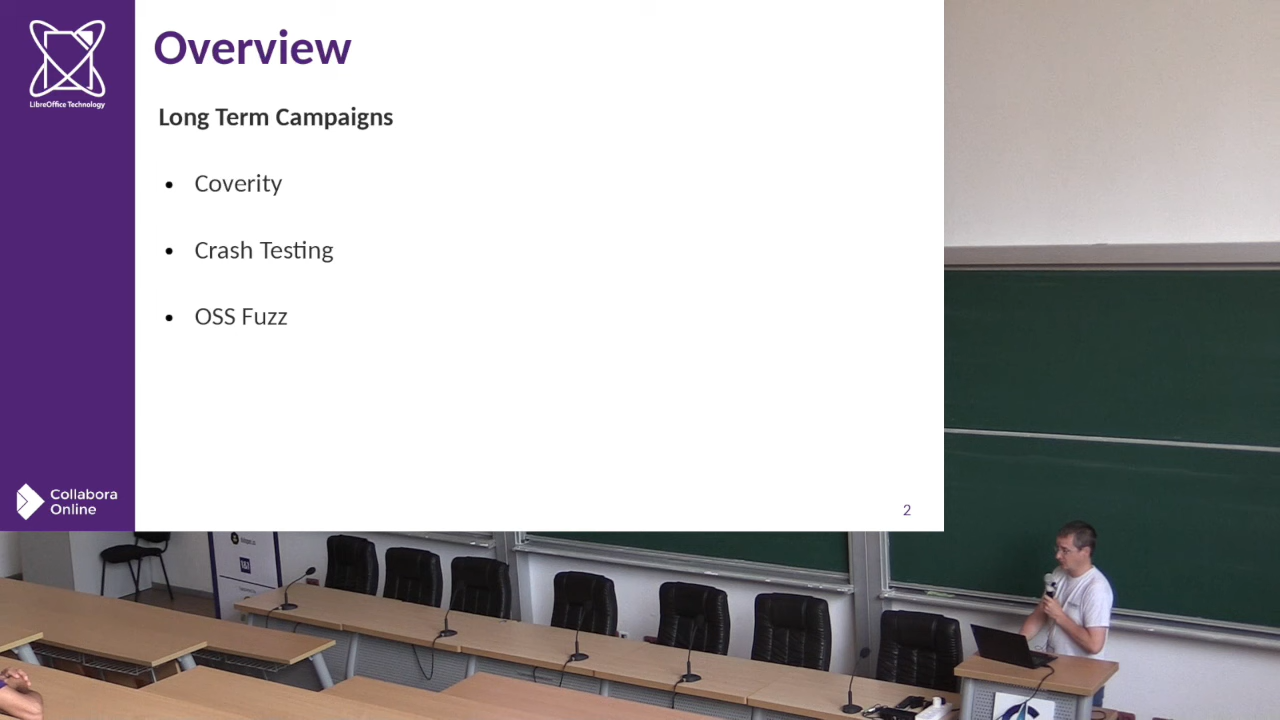 LibreOffice Technology
Overview
Long Term Campaigns
• Coverity
• Crash Testing
• OSS Fuzz
Collabora
Online
2